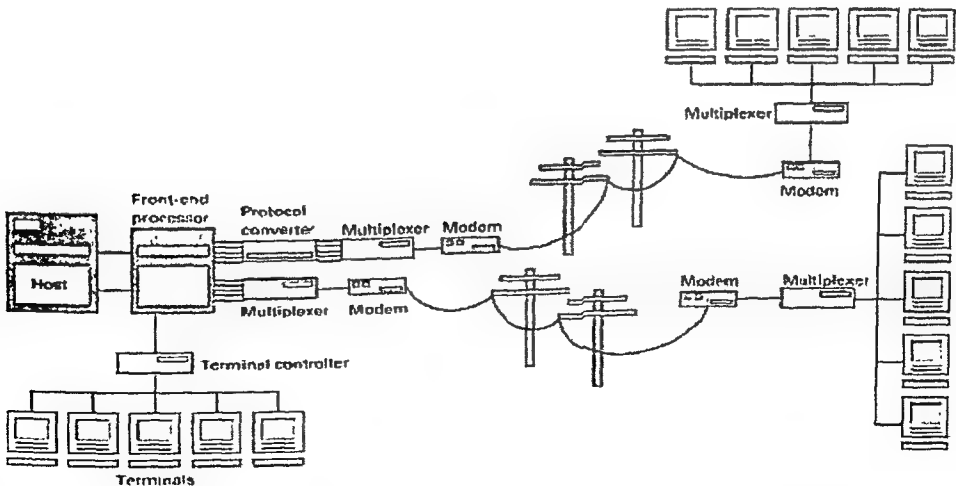 Multiplexer
Modem
Front-end
processor
Protocol
converter
Multiplexer
Modem
Host
Multiplexer
Modem
Modem
Multiplexer
Terminal controller
Terminals